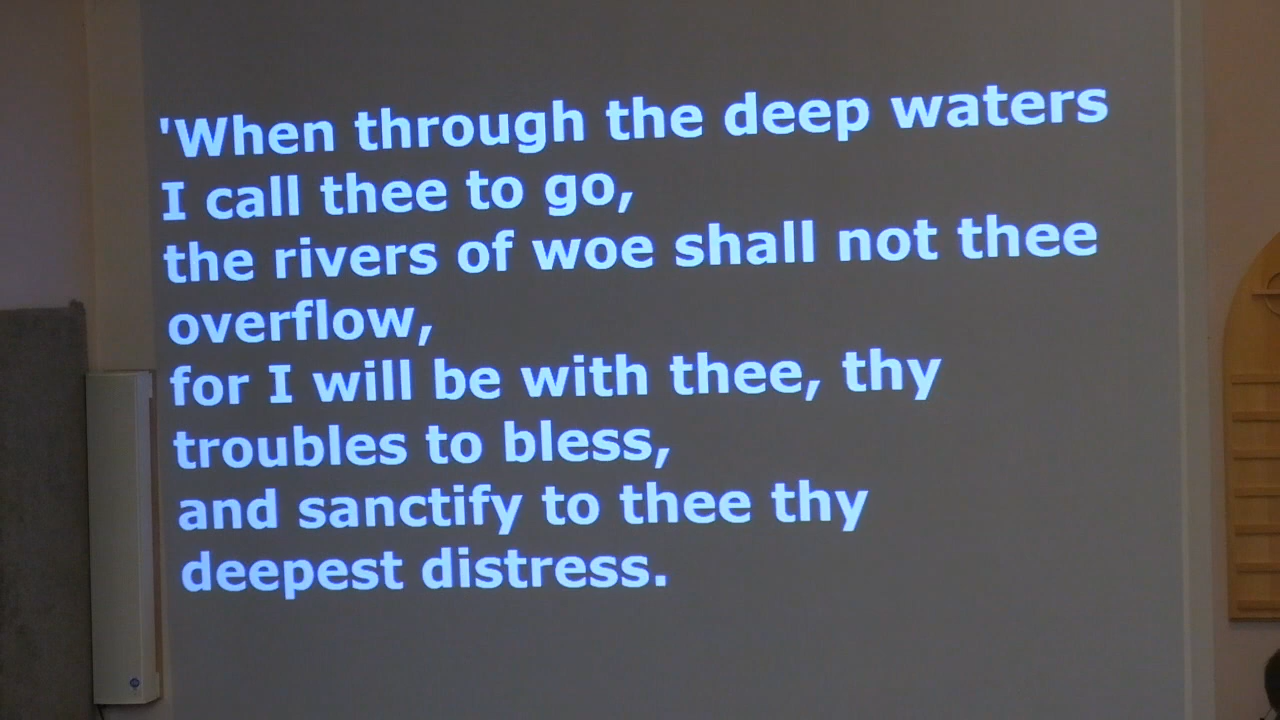 'When through the deep waters
I call thee to go,
the rivers of woe shall not thee
overflow,
for I will be with thee, thy
troubles to bless,
and sanctify to thee thy
deepest distress.